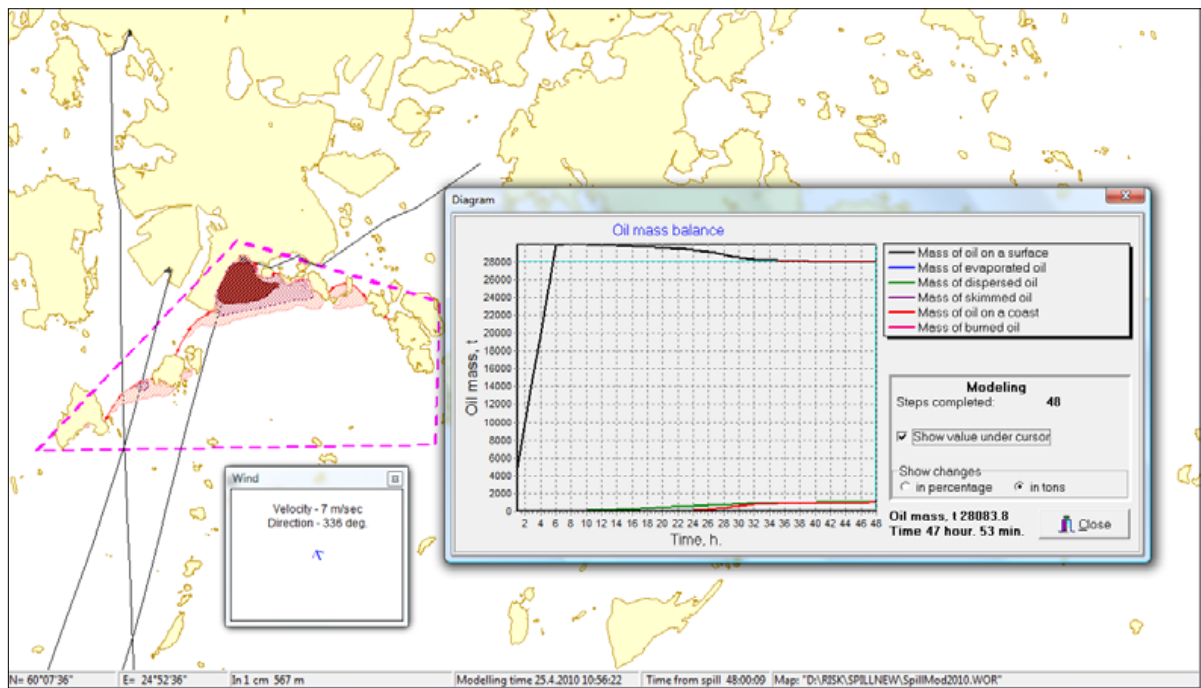 Diagram
Oil mass balance
28000
26000
24000
22000
20000
18000
16000
14000
12000
10000
8000
6000
4000
2000
0
Oil mass, t
2 4 6 8 10 12 14 16 18 20 22 24 26 28 30 32 34 36 38 40 42 44 46 48
Time, h.
Mass of oil on a surface
Mass of evaporated oil
Mass of dispersed oil
Mass of skimmed oil
Mass of oil on a coast
Mass of burned oil
Modeling
Steps completed: 48
Show value under cursor
Show changes
in percentage in tons
Oil mass, t 28083.8
Time 47 hour. 53 min.
Close
Wind
Velocity - 7 m/sec
Direction - 336 deg.
N= 60°07'36" E= 24°52'36" In 1 cm 567 m Modelling time 25.4.2010 10:56:22 Time from spill 48:00:09 Map: "D:\RISK\SPILLNEW\SpillMod2010.WOR"